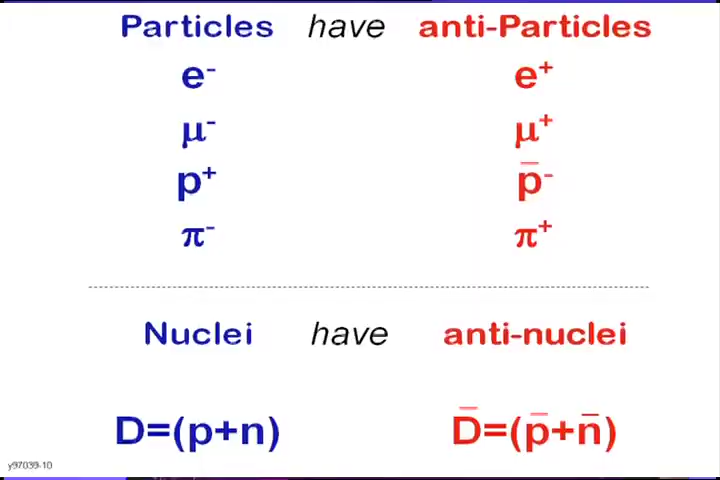 Particles have anti-Particles
e⁻ e⁺
μ⁻ μ⁺
p⁺ p̄⁻
π⁻ π⁺
Nuclei have anti-nuclei
D=(p+n) D̄=(p̄+n̄)
y97039-10